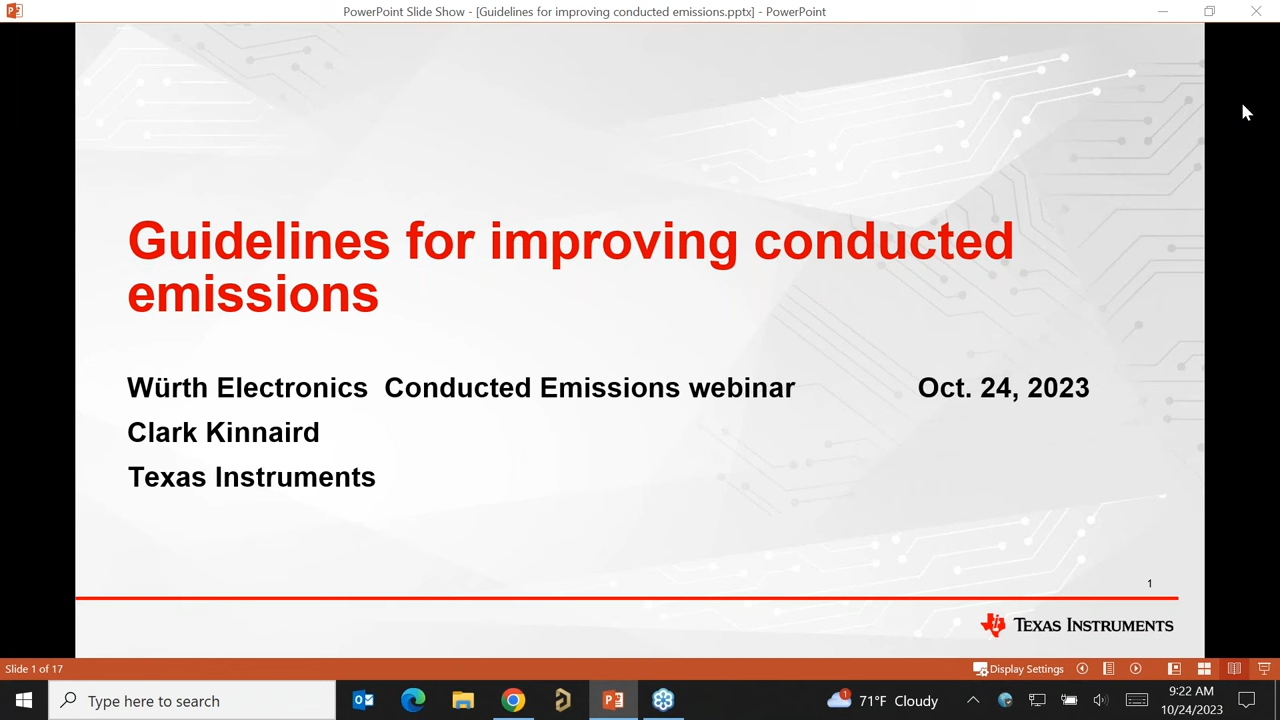 PowerPoint Slide Show - [Guidelines for improving conducted emissions.pptx] - PowerPoint
Guidelines for improving conducted
emissions
Würth Electronics Conducted Emissions webinar Oct. 24, 2023
Clark Kinnaird
Texas Instruments
1
TEXAS INSTRUMENTS
Slide 1 of 17
Display Settings
Type here to search
1
71°F Cloudy
9:22 AM
10/24/2023